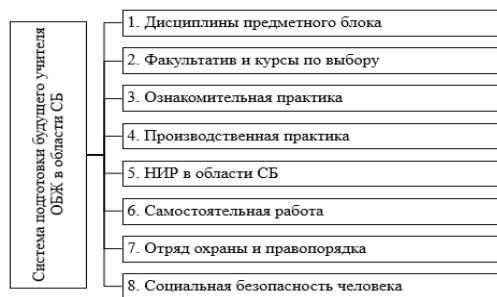 Система подготовки будущего учителя
ОБЖ в области СБ
1. Дисциплины предметного блока
2. Факультатив и курсы по выбору
3. Ознакомительная практика
4. Производственная практика
5. НИР в области СБ
6. Самостоятельная работа
7. Отряд охраны и правопорядка
8. Социальная безопасность человека